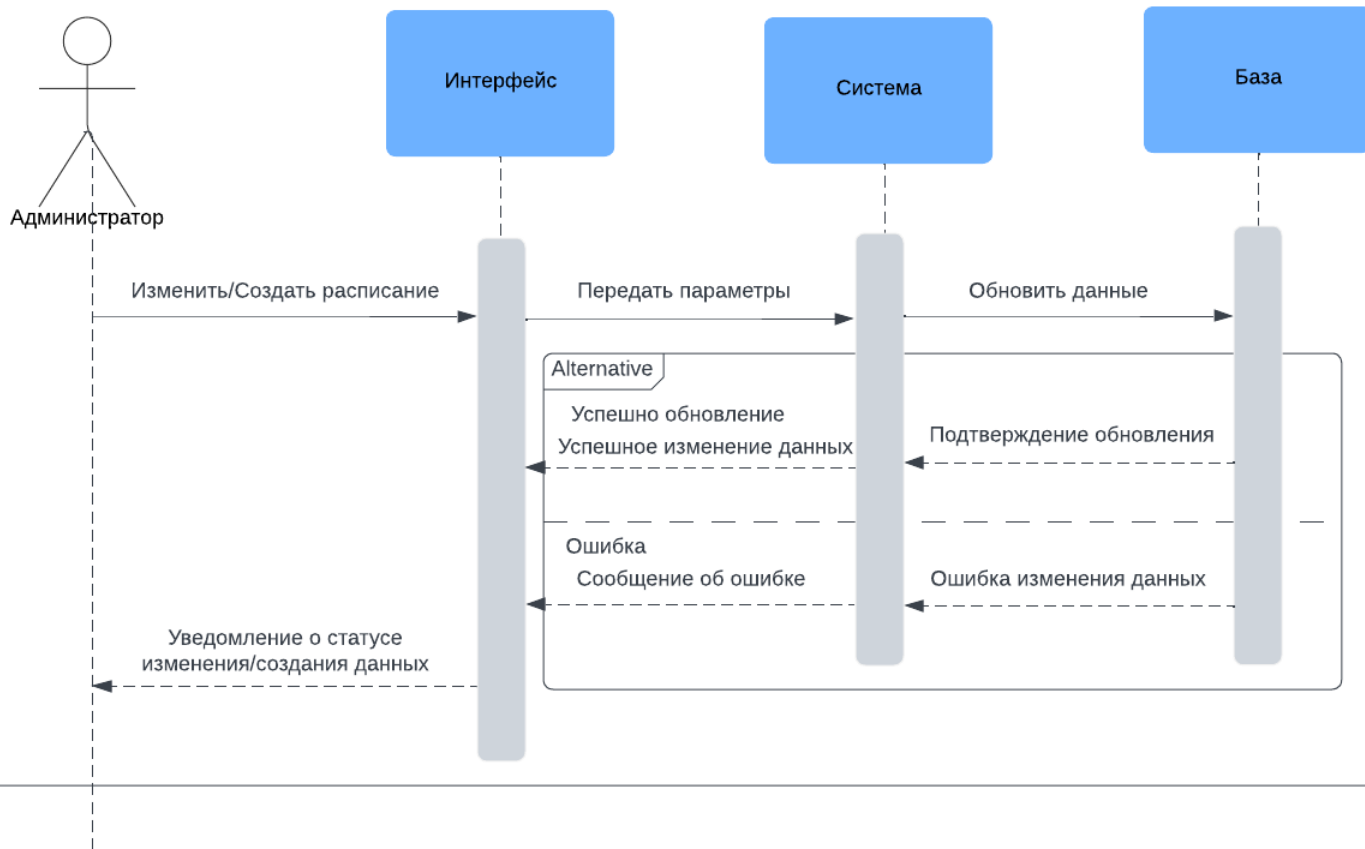 Интерфейс
Система
База
Администратор
Изменить/Создать расписание
Передать параметры
Обновить данные
Alternative
Успешно обновление
Успешное изменение данных
Подтверждение обновления
Ошибка
Сообщение об ошибке
Ошибка изменения данных
Уведомление о статусе
изменения/создания данных